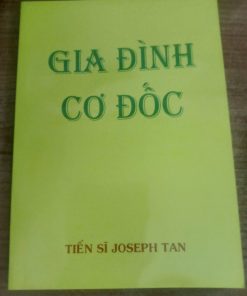 GIA ĐÌNH
CƠ ĐỐC
TIẾN SĨ JOSEPH TAN